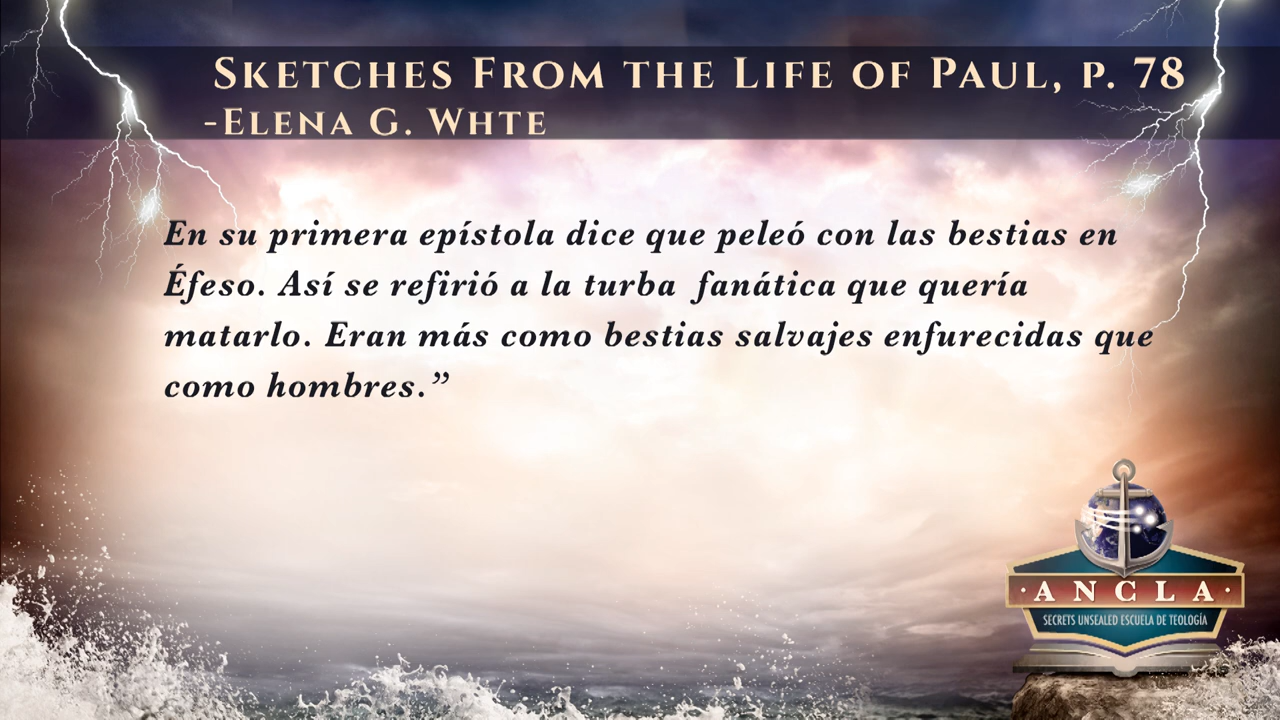 Sketches From the Life of Paul, p. 78
-Elena G. Whte
En su primera epístola dice que peleó con las bestias en
Éfeso. Así se refirió a la turba fanática que quería
matarlo. Eran más como bestias salvajes enfurecidas que
como hombres.”
·ANCLA·
SECRETS UNSEALED ESCUELA DE TEOLOGÍA